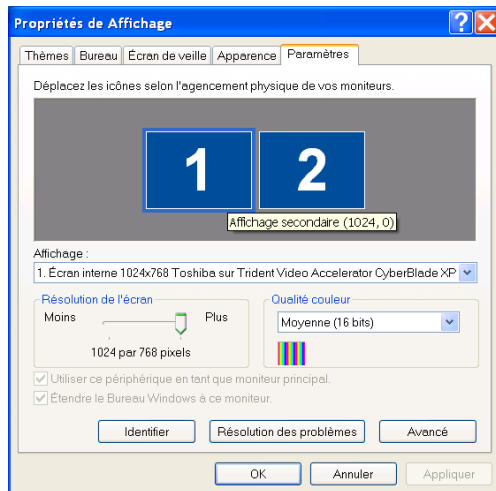 Propriétés de Affichage
Thèmes Bureau Écran de veille Apparence Paramètres
Déplacez les icônes selon l'agencement physique de vos moniteurs.
1 2
Affichage secondaire (1024, 0)
Affichage :
1. Écran interne 1024x768 Toshiba sur Trident Video Accelerator CyberBlade XP
Résolution de l'écran
Moins Plus
1024 par 768 pixels
Qualité couleur
Moyenne (16 bits)
Utiliser ce périphérique en tant que moniteur principal.
Étendre le Bureau Windows à ce moniteur.
Identifier Résolution des problèmes Avancé
OK Annuler Appliquer